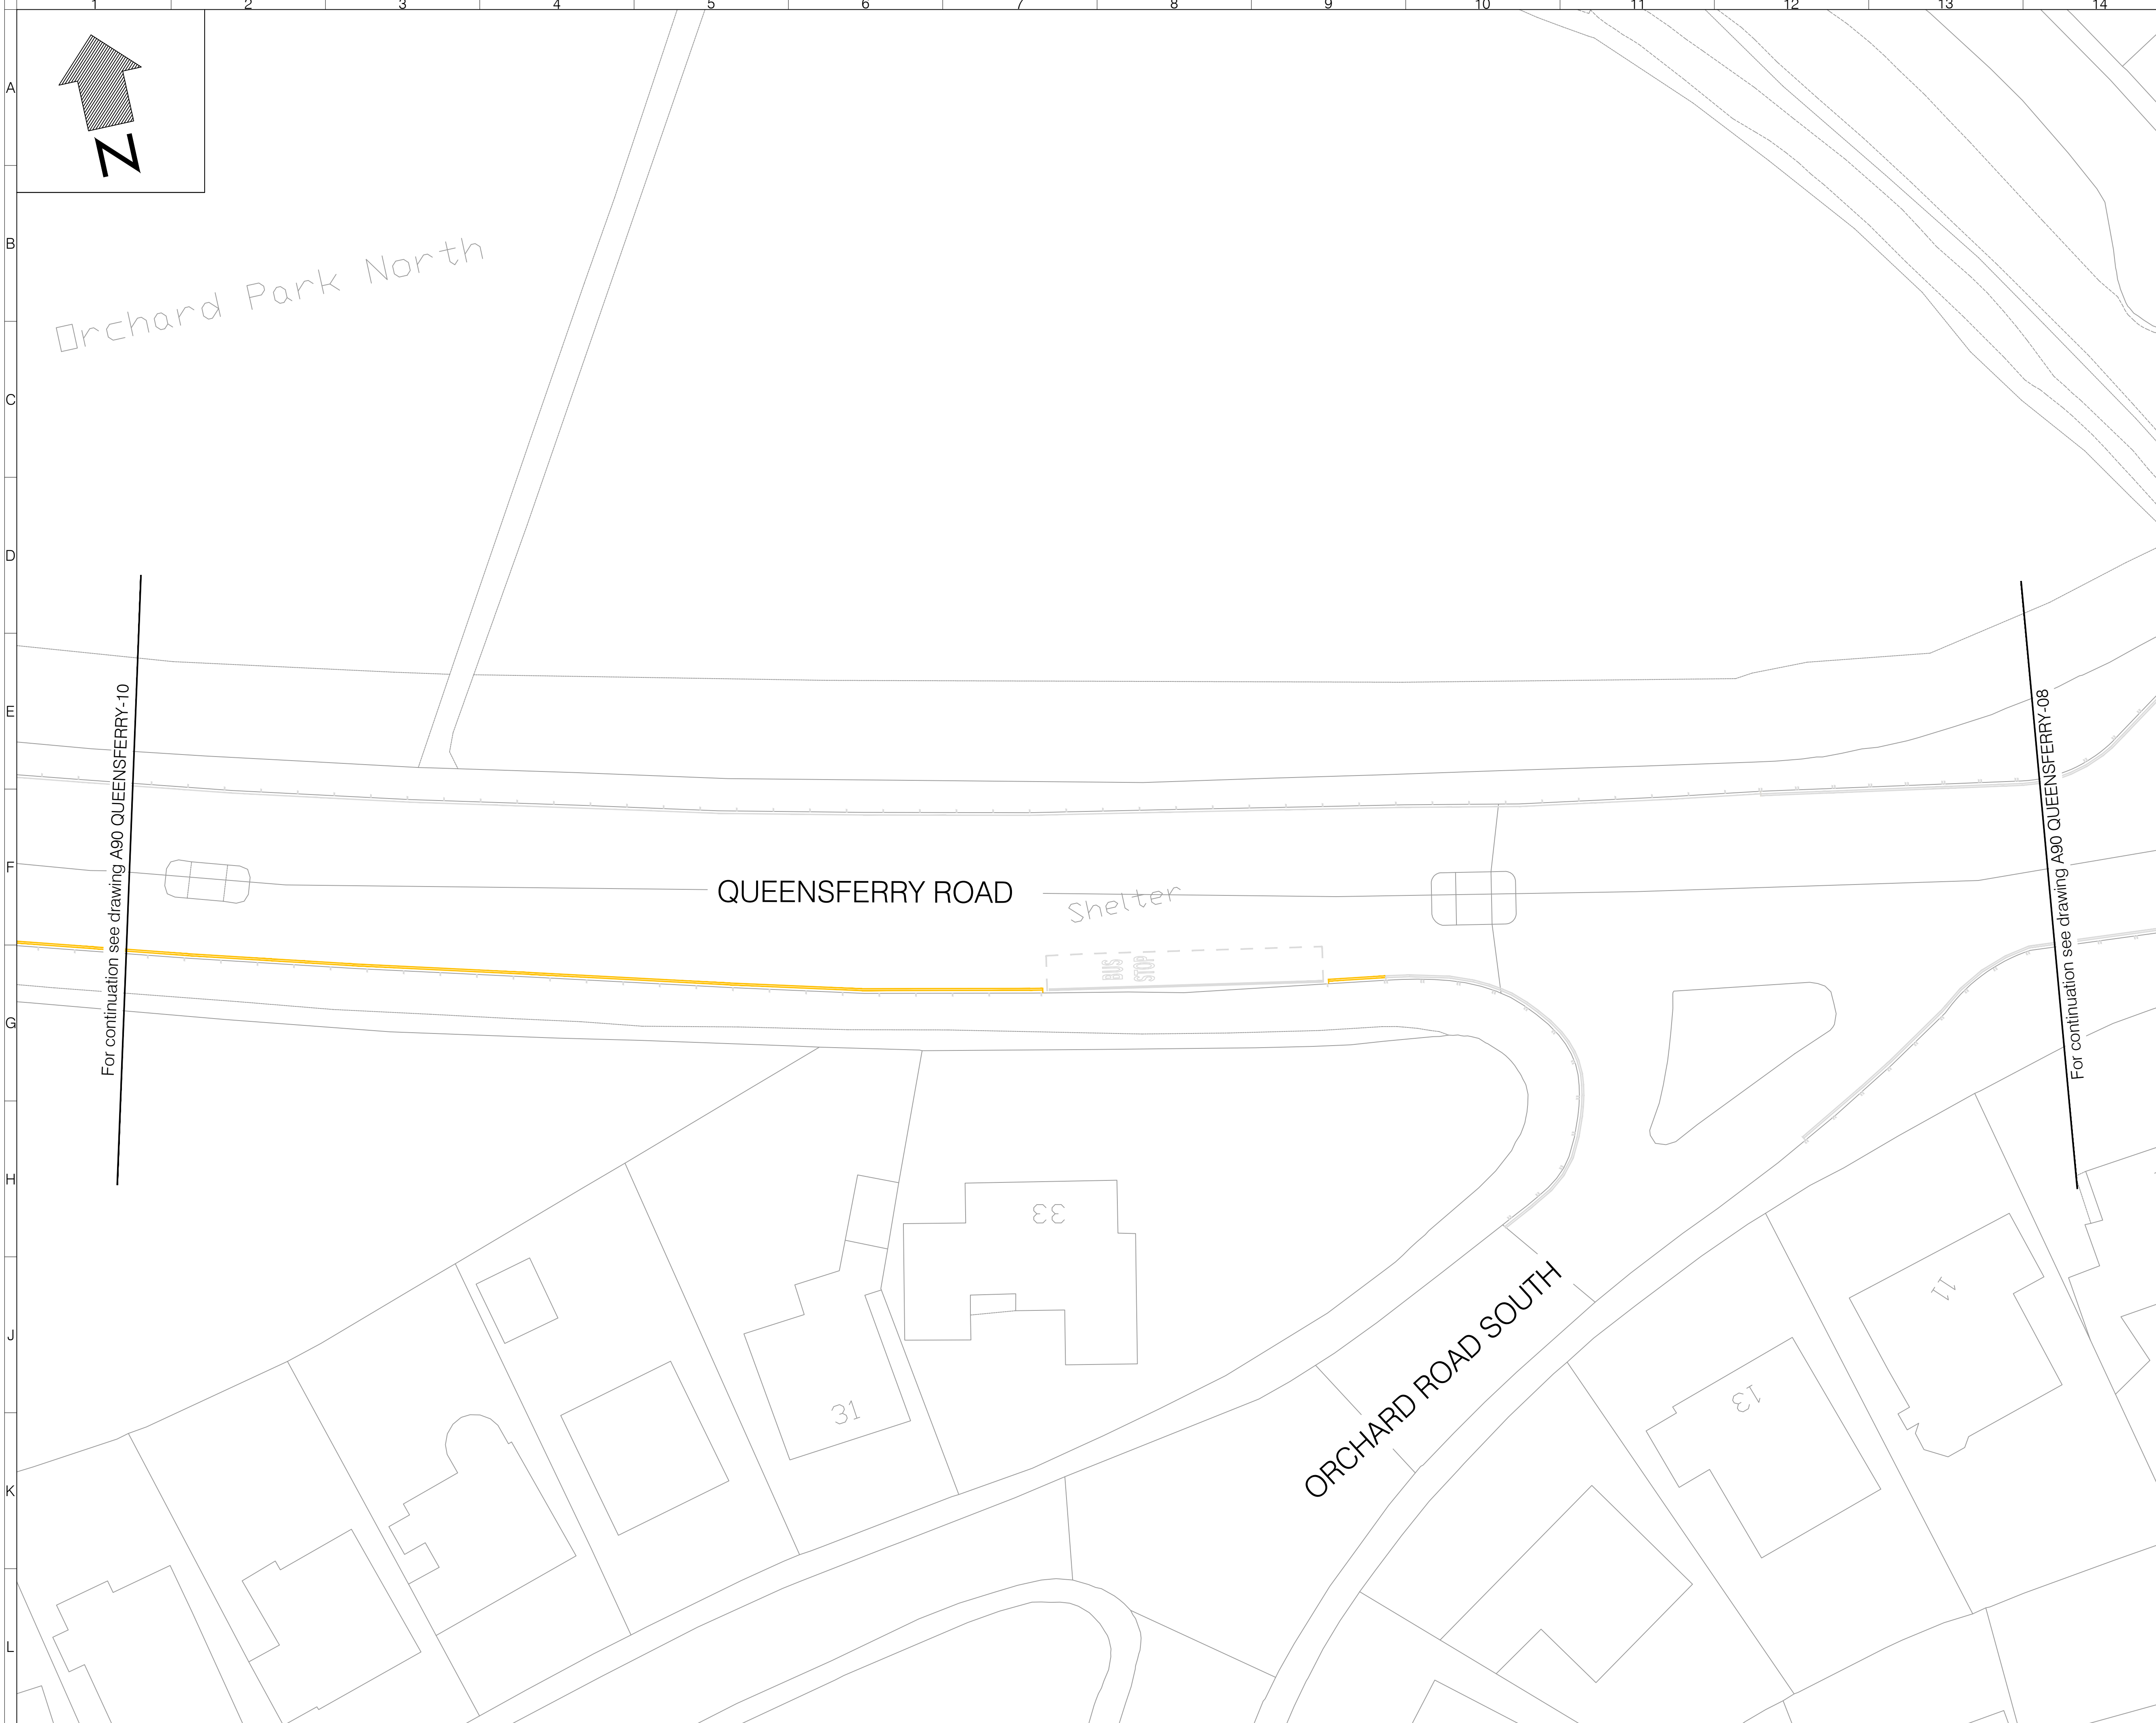 1 2 3 4 5 6 7 8 9 10 11 12 13 14
A
N
B
Orchard Park North
C
D
E
F
QUEENSFERRY ROAD
Shelter
BUS
STOP
For continuation see drawing A90 QUEENSFERRY-10
For continuation see drawing A90 QUEENSFERRY-08
G
H
33
ORCHARD ROAD SOUTH
11
J
31
13
K
L